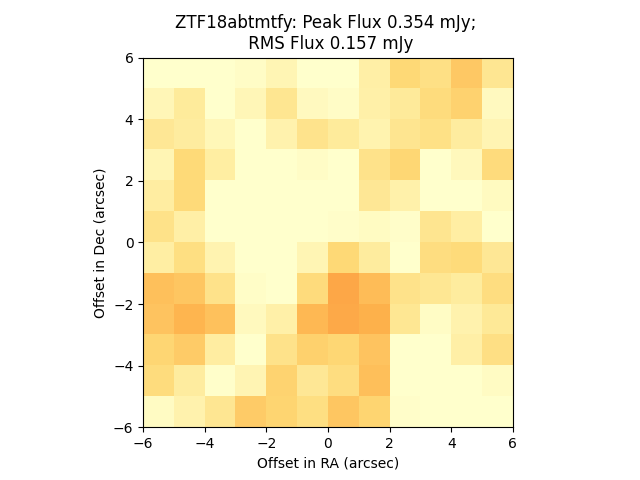 ZTF18abtmtfy: Peak Flux 0.354 mJy;
RMS Flux 0.157 mJy
6
4
2
0
−2
−4
−6
Offset in Dec (arcsec)
−6 −4 −2 0 2 4 6
Offset in RA (arcsec)